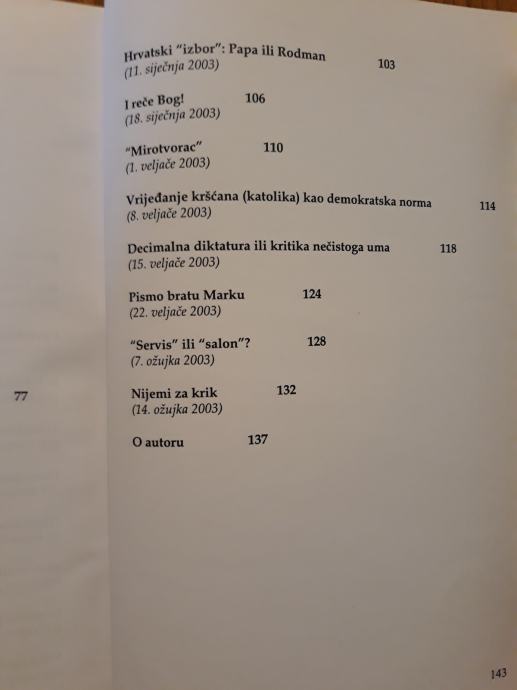 Hrvatski “izbor”: Papa ili Rodman 103
(11. siječnja 2003)
I reče Bog! 106
(18. siječnja 2003)
“Mirotvorac” 110
(1. veljače 2003)
Vrijeđanje kršćana (katolika) kao demokratska norma 114
(8. veljače 2003)
Decimalna diktatura ili kritika nečistoga uma 118
(15. veljače 2003)
Pismo bratu Marku 124
(22. veljače 2003)
“Servis” ili “salon”? 128
(7. ožujka 2003)
77
Nijemi za krik 132
(14. ožujka 2003)
O autoru 137
143